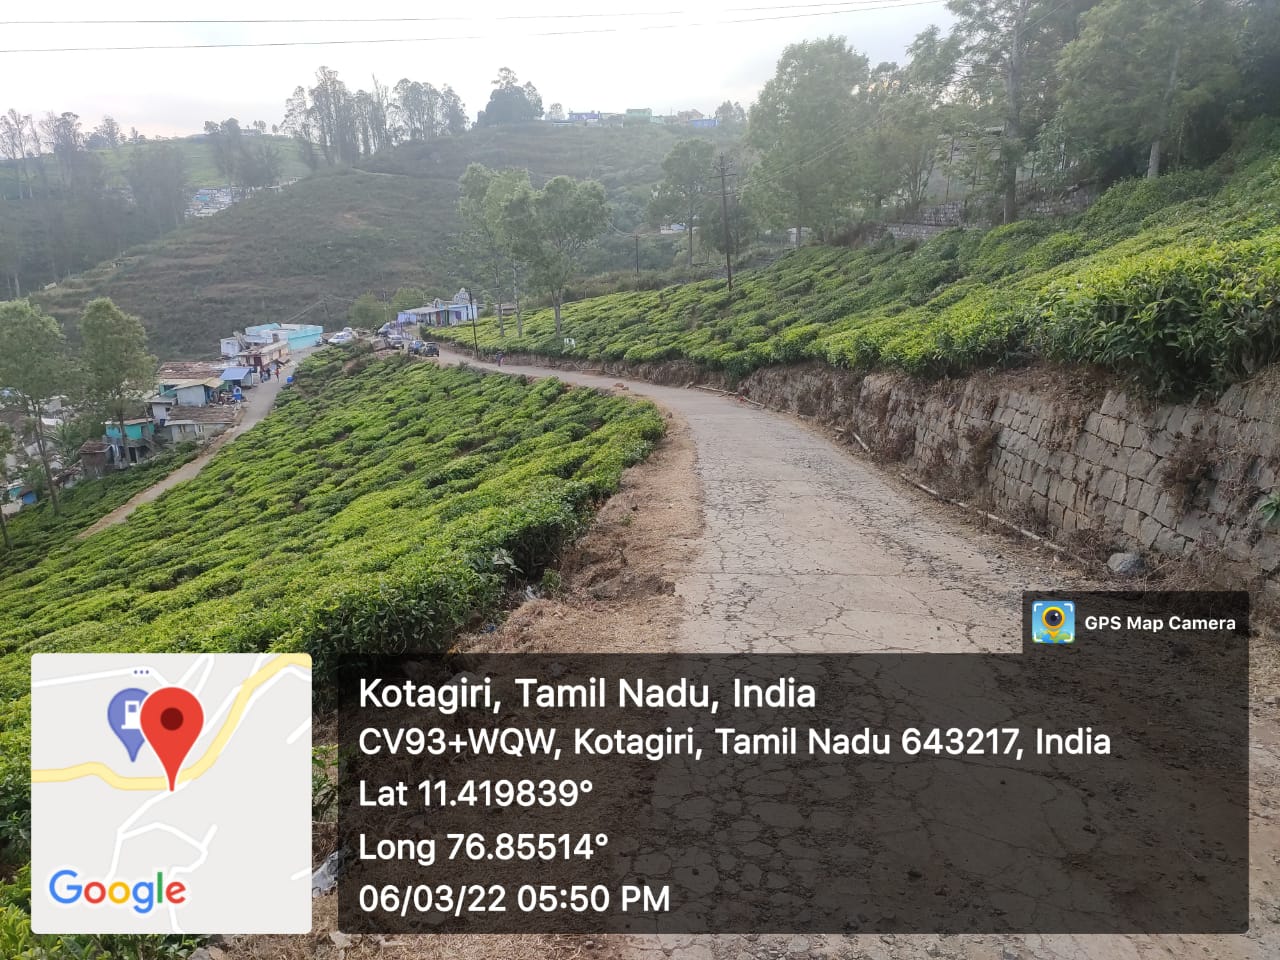 GPS Map Camera
Kotagiri, Tamil Nadu, India
CV93+WQW, Kotagiri, Tamil Nadu 643217, India
Lat 11.419839°
Long 76.85514°
06/03/22 05:50 PM
Google